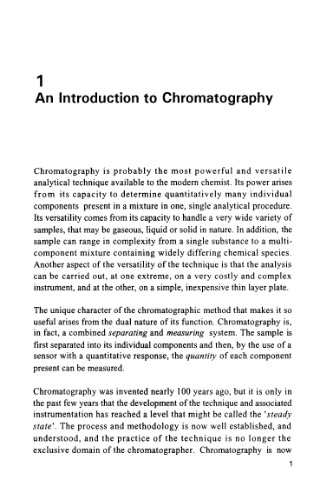 1
An Introduction to Chromatography
Chromatography is probably the most powerful and versatile
analytical technique available to the modern chemist. Its power arises
from its capacity to determine quantitatively many individual
components present in a mixture in one, single analytical procedure.
Its versatility comes from its capacity to handle a very wide variety of
samples, that may be gaseous, liquid or solid in nature. In addition, the
sample can range in complexity from a single substance to a multi-
component mixture containing widely differing chemical species.
Another aspect of the versatility of the technique is that the analysis
can be carried out, at one extreme, on a very costly and complex
instrument, and at the other, on a simple, inexpensive thin layer plate.
The unique character of the chromatographic method that makes it so
useful arises from the dual nature of its function. Chromatography is,
in fact, a combined separating and measuring system. The sample is
first separated into its individual components and then, by the use of a
sensor with a quantitative response, the quantity of each component
present can be measured.
Chromatography was invented nearly 100 years ago, but it is only in
the past few years that the development of the technique and associated
instrumentation has reached a level that might be called the 'steady
state'. The process and methodology is now well established, and
understood, and the practice of the technique is no longer the
exclusive domain of the chromatographer. Chromatography is now
1